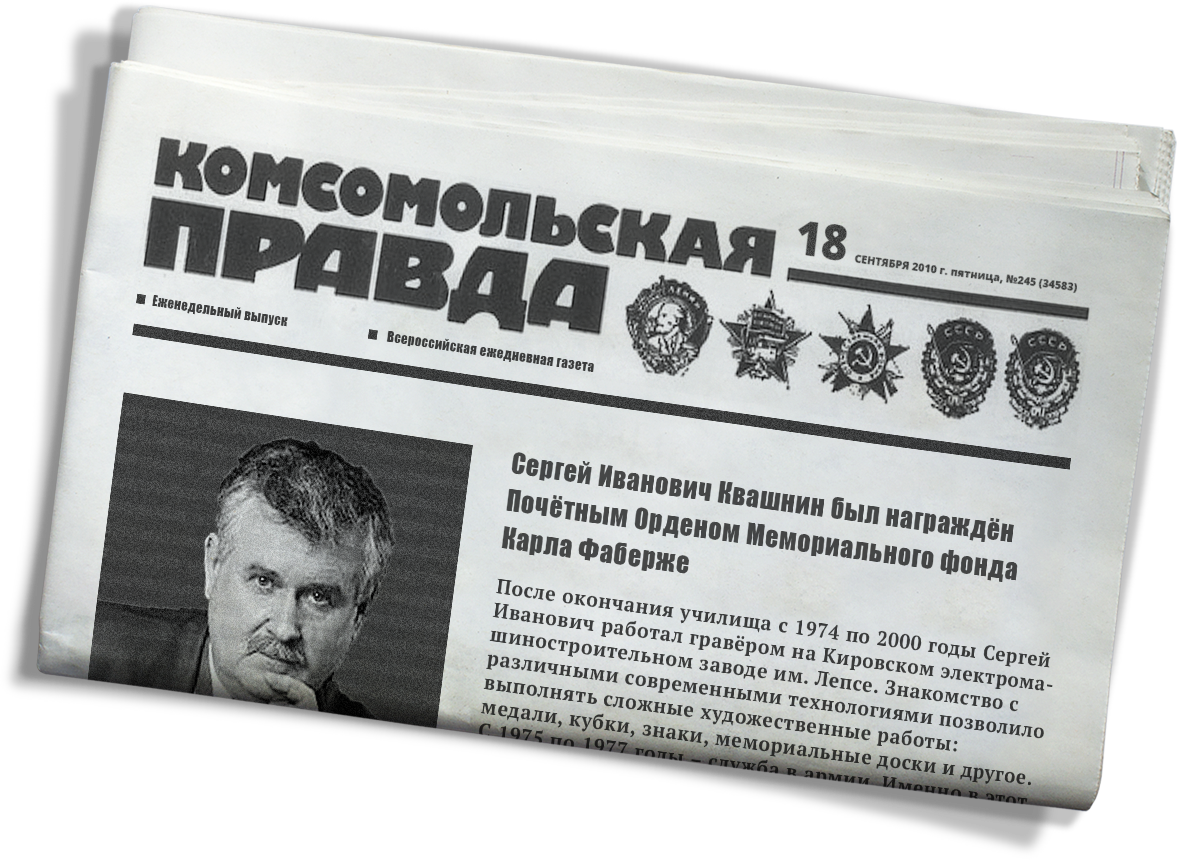 КОМСОМОЛЬСКАЯ
ПРАВДА
18 СЕНТЯБРЯ 2010 г. пятница, №245 (34583)
■ Еженедельный выпуск
■ Всероссийская ежедневная газета
СССР
СССР
Сергей Иванович Квашнин был награждён
Почётным Орденом Мемориального фонда
Карла Фаберже
После окончания училища с 1974 по 2000 годы Сергей
Иванович работал гравёром на Кировском электрома-
шиностроительном заводе им. Лепсе. Знакомство с
различными современными технологиями позволило
выполнять сложные художественные работы:
медали, кубки, знаки, мемориальные доски и другое.
С 1975 по 1977 годы – служба в армии. Именно в этот